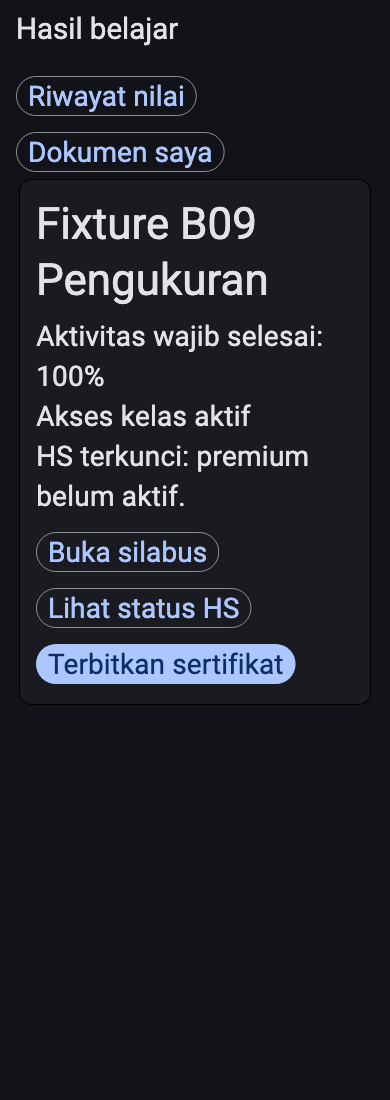 Hasil belajar
Riwayat nilai
Dokumen saya
Fixture B09
Pengukuran
Aktivitas wajib selesai:
100%
Akses kelas aktif
HS terkunci: premium
belum aktif.
Buka silabus
Lihat status HS
Terbitkan sertifikat